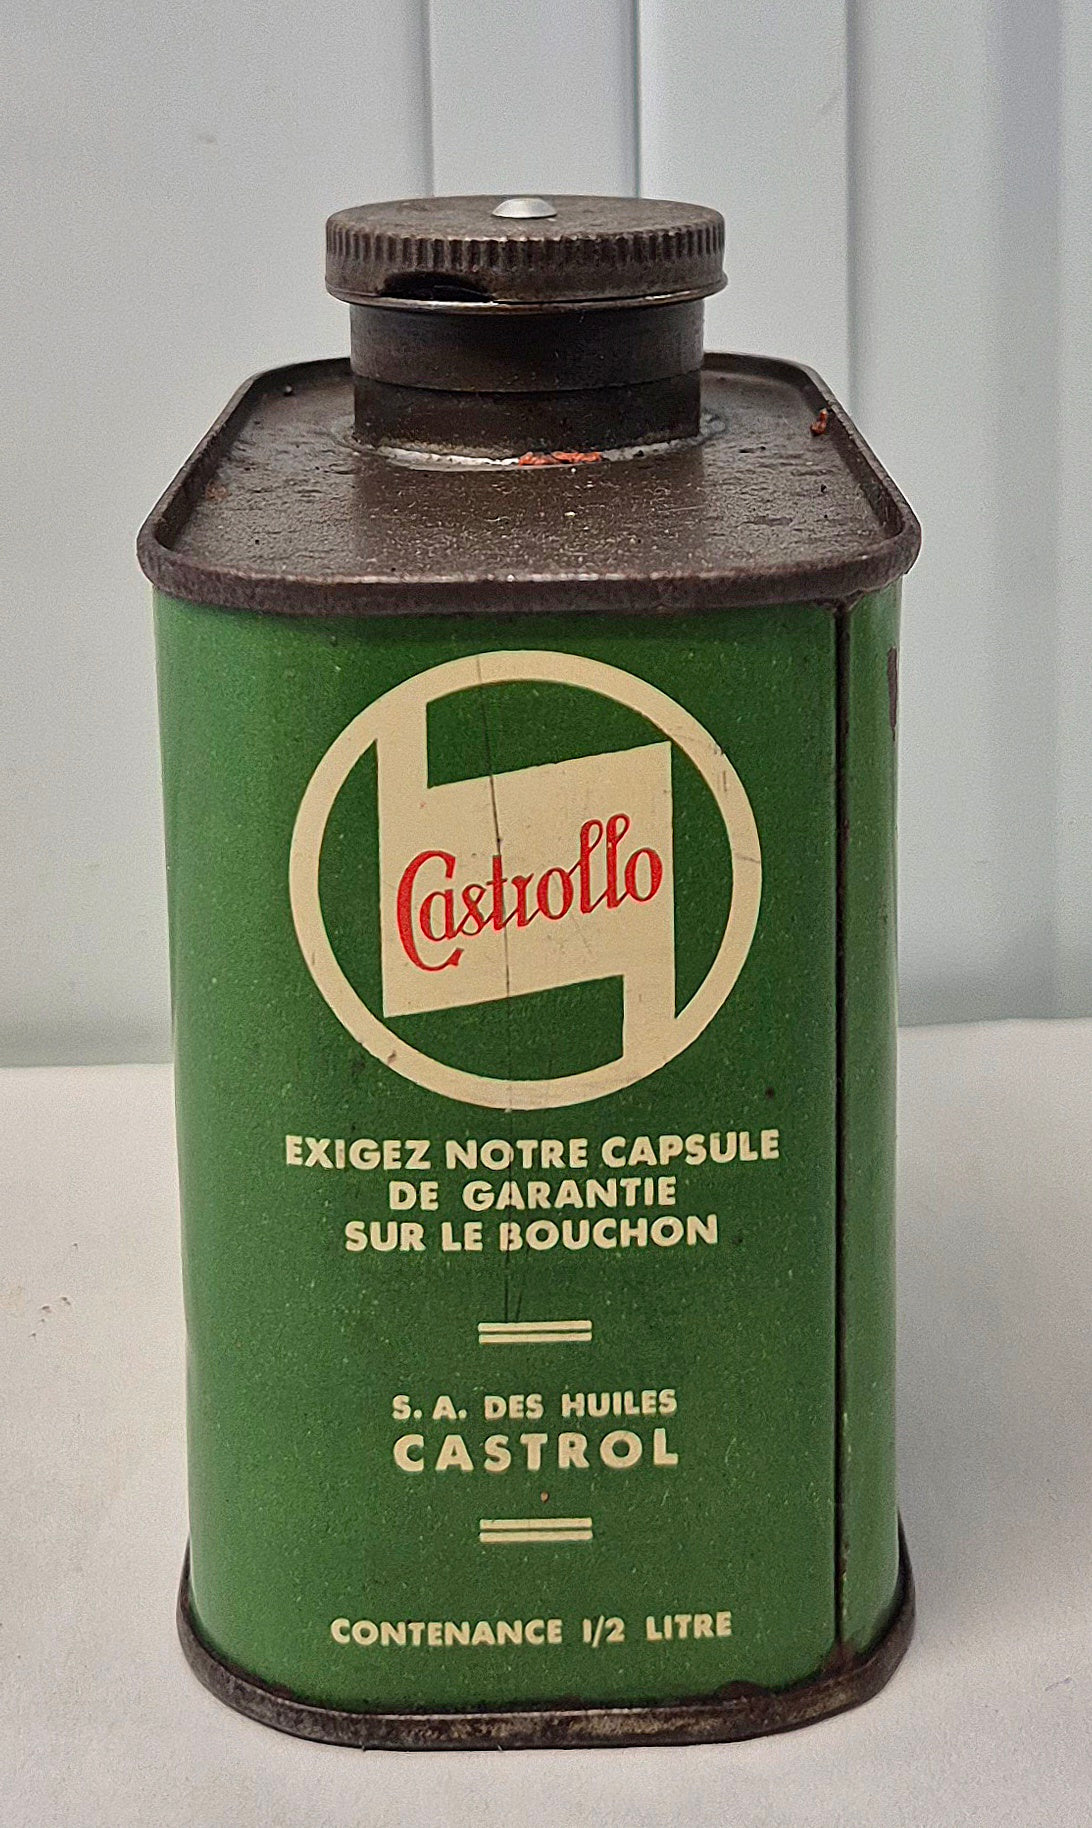 Castrollo
EXIGEZ NOTRE CAPSULE
DE GARANTIE
SUR LE BOUCHON
S. A. DES HUILES
CASTROL
CONTENANCE 1/2 LITRE